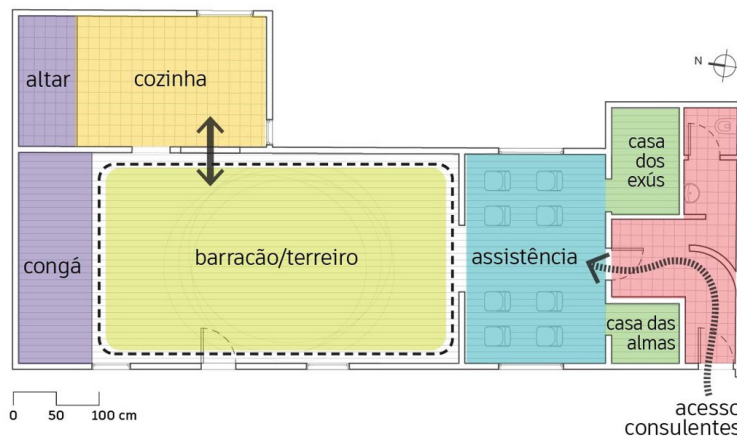 altar
cozinha
N
casa
dos
exús
congá
barracão/terreiro
assistência
casa das
almas
0 50 100 cm
acesso
consulentes